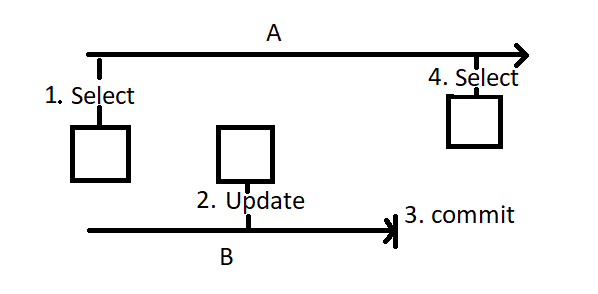 A
1. Select
4. Select
2. Update
3. commit
B